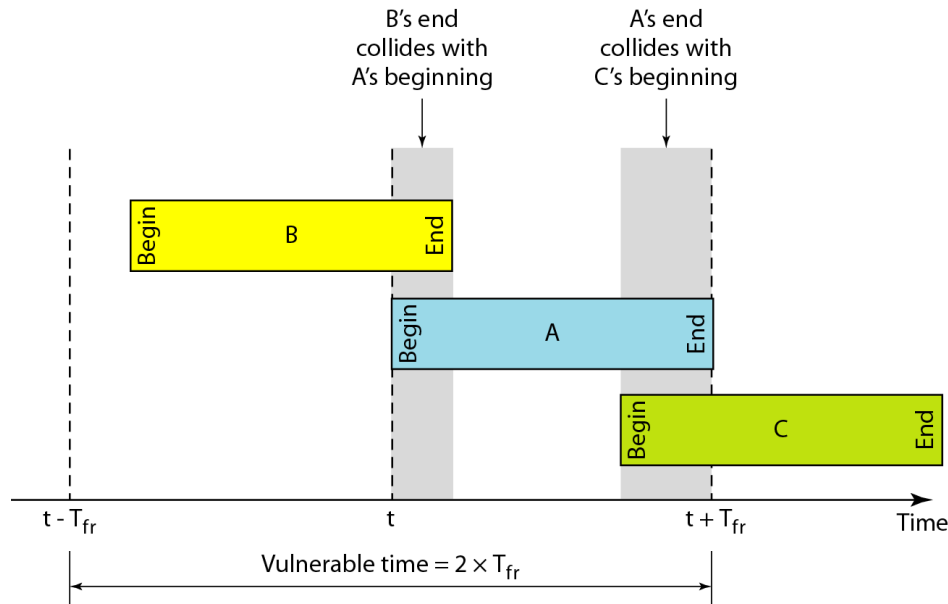 B's end
collides with
A's beginning
A's end
collides with
C's beginning
Begin
B
End
Begin
A
End
Begin
C
End
t - Tfr
t
t + Tfr
Time
Vulnerable time = 2 × Tfr